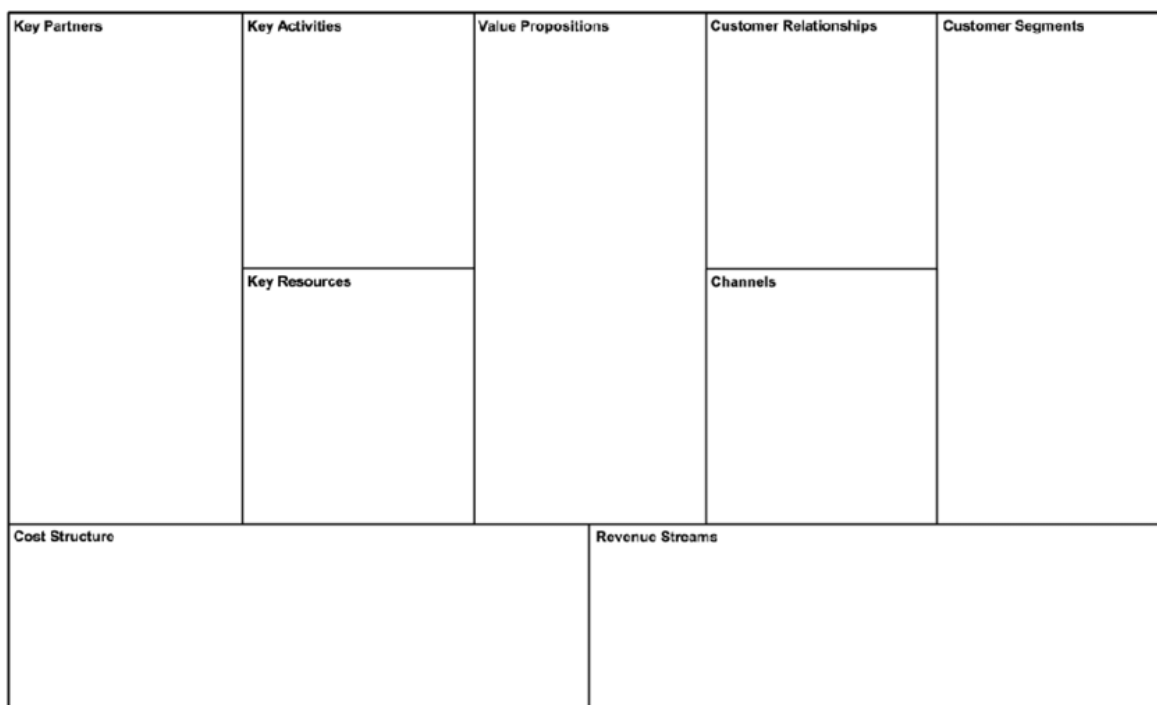 Key Partners
Key Activities
Value Propositions
Customer Relationships
Customer Segments
Key Resources
Channels
Cost Structure
Revenue Streams